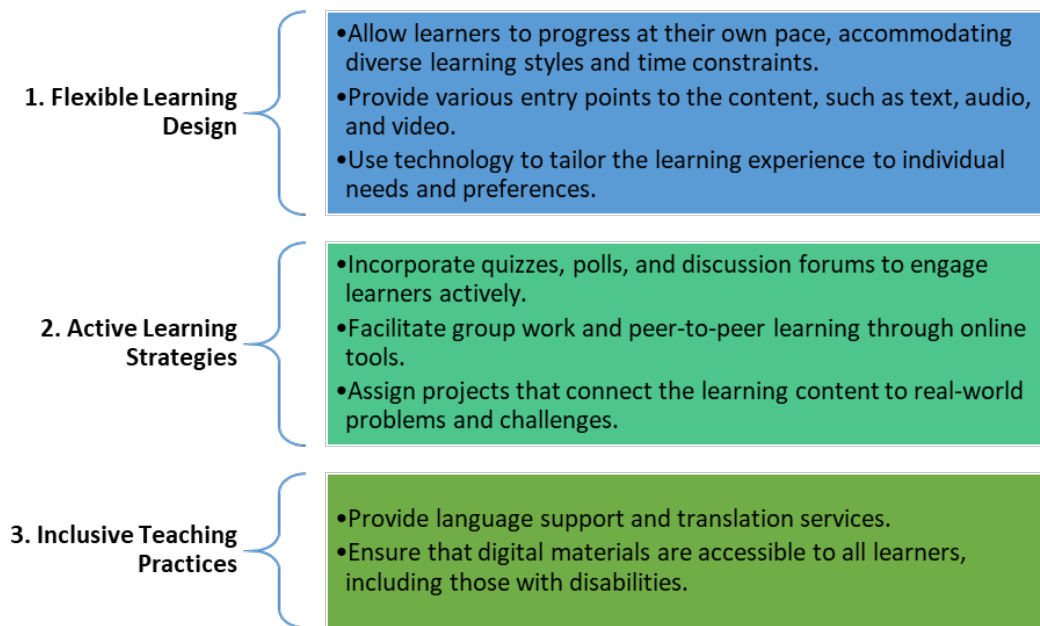 1. Flexible Learning
Design
•Allow learners to progress at their own pace, accommodating
diverse learning styles and time constraints.
•Provide various entry points to the content, such as text, audio,
and video.
•Use technology to tailor the learning experience to individual
needs and preferences.
2. Active Learning
Strategies
•Incorporate quizzes, polls, and discussion forums to engage
learners actively.
•Facilitate group work and peer-to-peer learning through online
tools.
•Assign projects that connect the learning content to real-world
problems and challenges.
3. Inclusive Teaching
Practices
•Provide language support and translation services.
•Ensure that digital materials are accessible to all learners,
including those with disabilities.